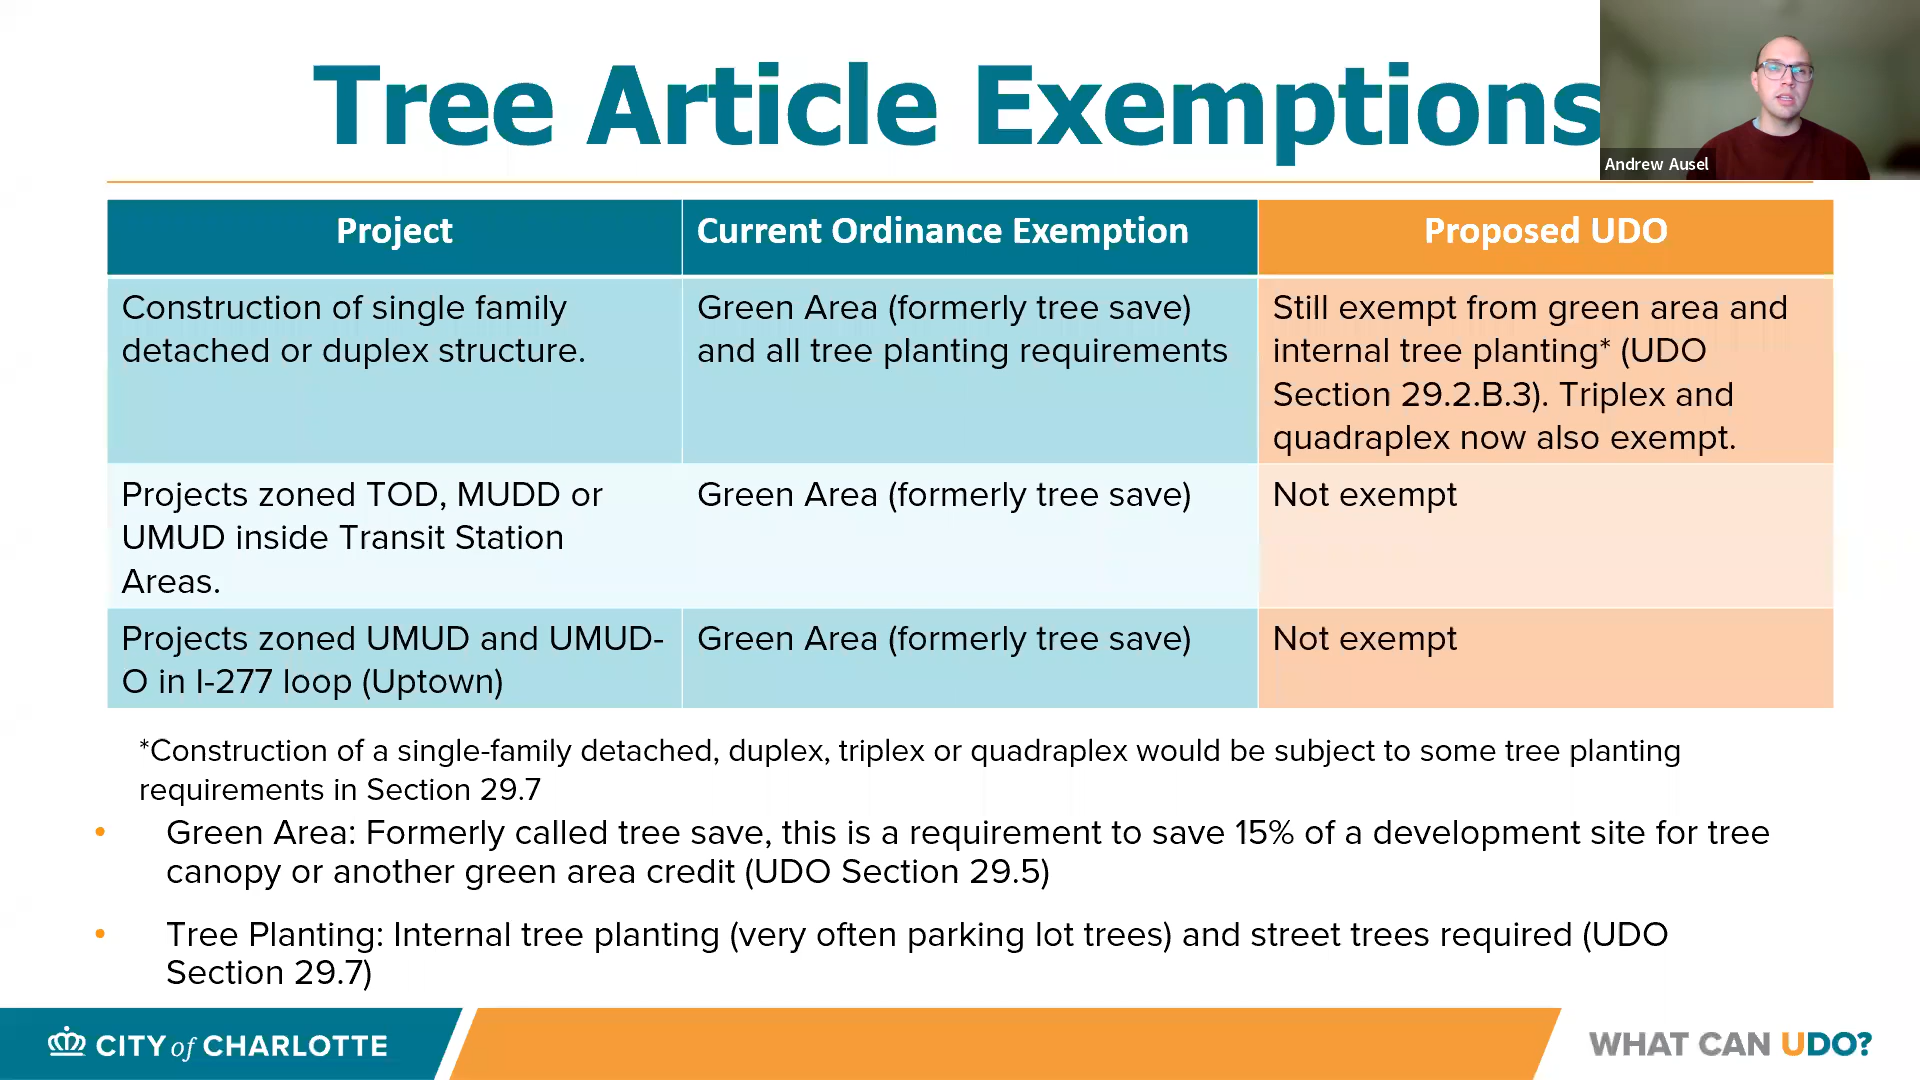 Tree Article Exemptions
Andrew Ausel
Project
Current Ordinance Exemption
Proposed UDO
Construction of single family
detached or duplex structure.
Green Area (formerly tree save)
and all tree planting requirements
Still exempt from green area and
internal tree planting* (UDO
Section 29.2.B.3). Triplex and
quadraplex now also exempt.
Projects zoned TOD, MUDD or
UMUD inside Transit Station
Areas.
Green Area (formerly tree save)
Not exempt
Projects zoned UMUD and UMUD-
O in I-277 loop (Uptown)
Green Area (formerly tree save)
Not exempt
*Construction of a single-family detached, duplex, triplex or quadraplex would be subject to some tree planting
requirements in Section 29.7
• Green Area: Formerly called tree save, this is a requirement to save 15% of a development site for tree
canopy or another green area credit (UDO Section 29.5)
• Tree Planting: Internal tree planting (very often parking lot trees) and street trees required (UDO
Section 29.7)
CITY of CHARLOTTE
WHAT CAN UDO?